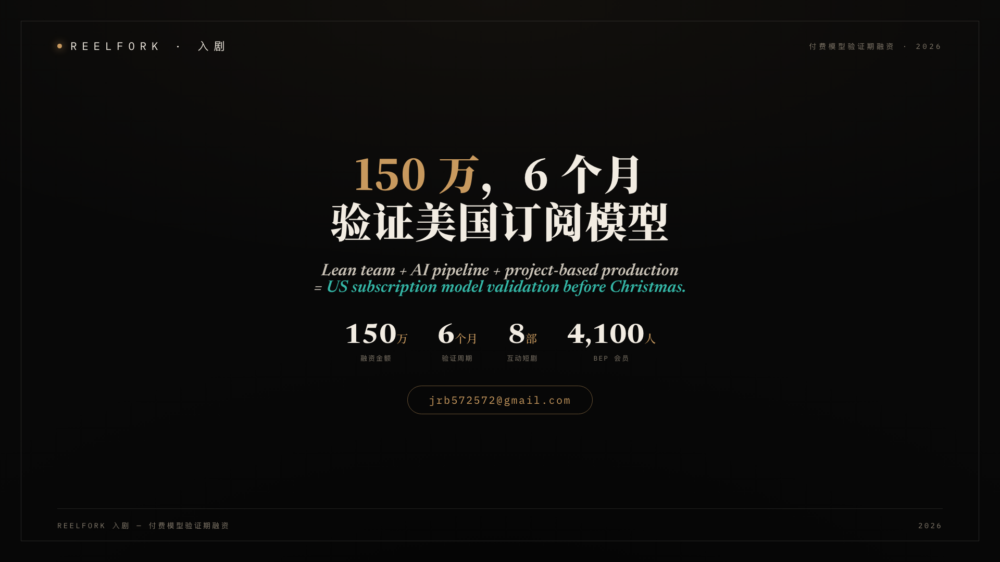 REELFORK · 入剧
付费模型验证期融资 · 2026
150 万，6 个月
验证美国订阅模型
Lean team + AI pipeline + project-based production
= US subscription model validation before Christmas.
150万 6个月 8部 4,100人
融资金额 验证周期 互动短剧 BEP 会员
jrb572572@gmail.com
REELFORK 入剧 — 付费模型验证期融资
2026